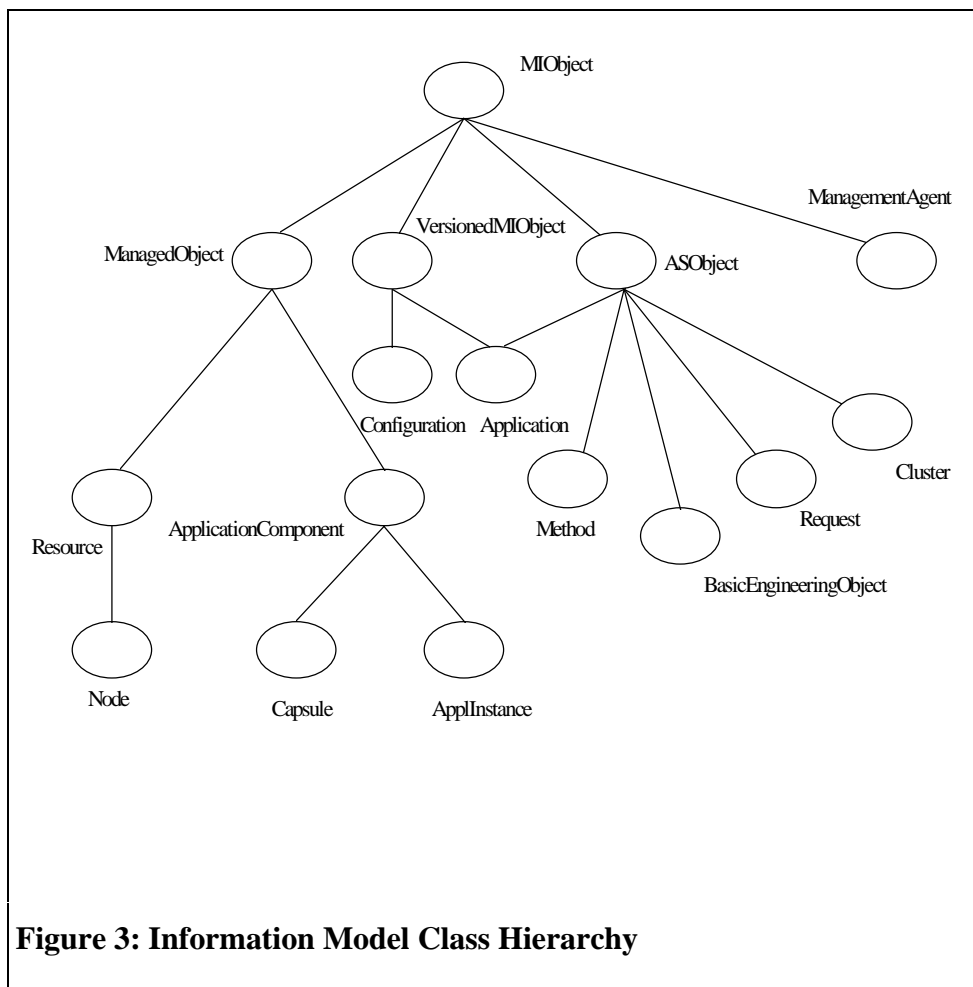 MIObject
ManagementAgent
VersionedMIObject
ManagedObject
ASObject
Configuration
Application
Cluster
Request
Method
ApplicationComponent
Resource
BasicEngineeringObject
Node
Capsule
ApplInstance
Figure 3: Information Model Class Hierarchy